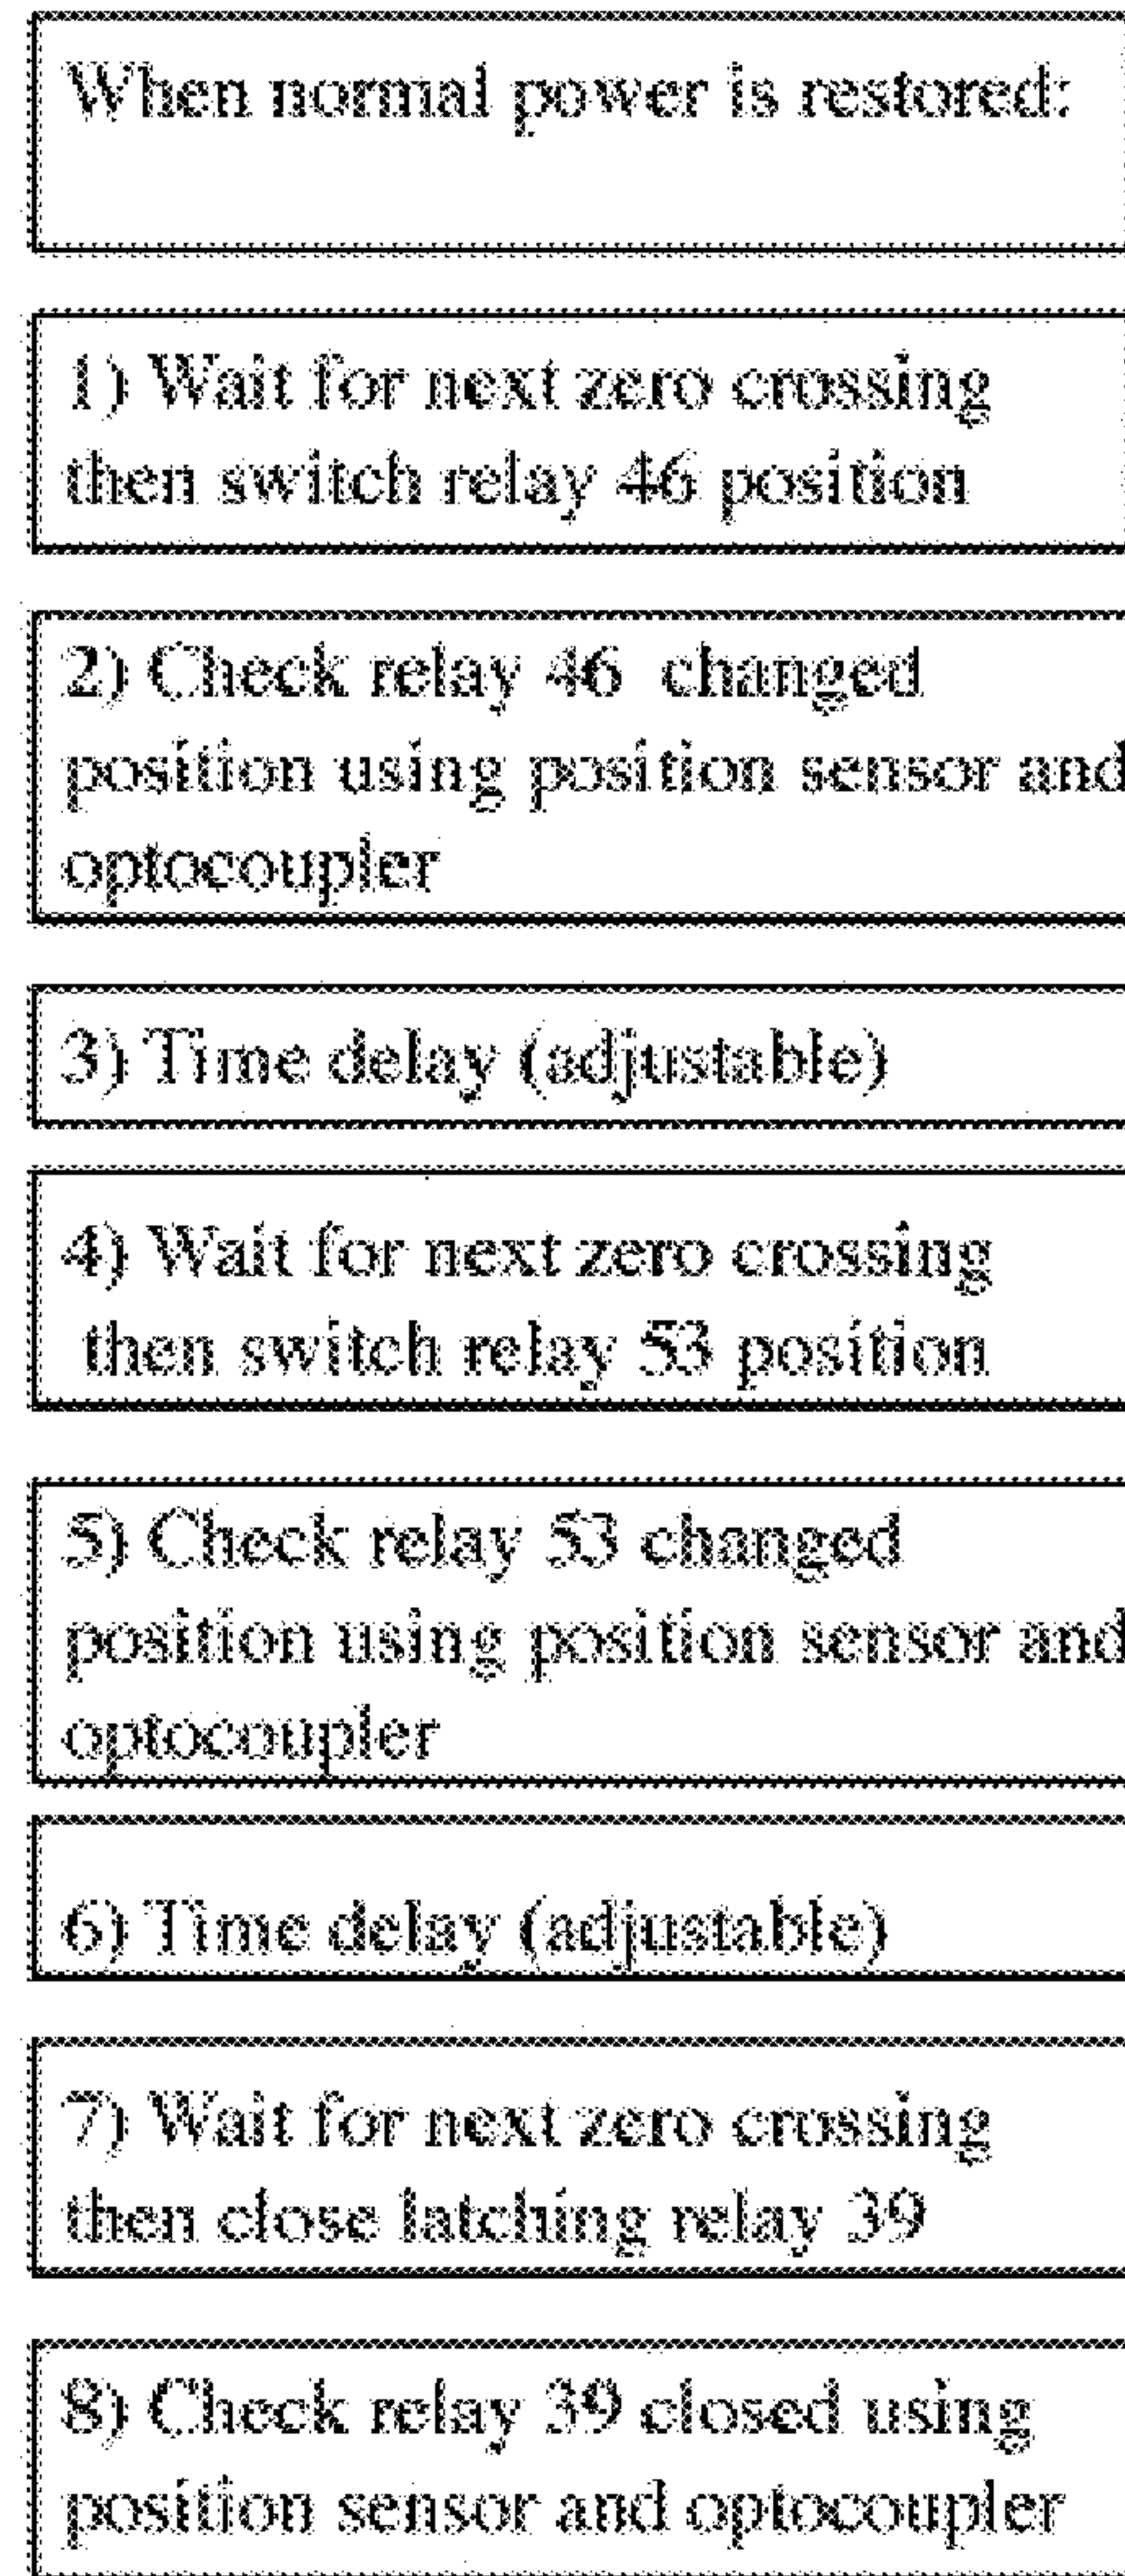 When normal power is restored:
1) Wait for next zero crossing
then switch relay 46 position
2) Check relay 46 changed
position using position sensor and
optocoupler
3) Time delay (adjustable)
4) Wait for next zero crossing
then switch relay 53 position
5) Check relay 53 changed
position using position sensor and
optocoupler
6) Time delay (adjustable)
7) Wait for next zero crossing
then close latching relay 39
8) Check relay 39 closed using
position sensor and optocoupler